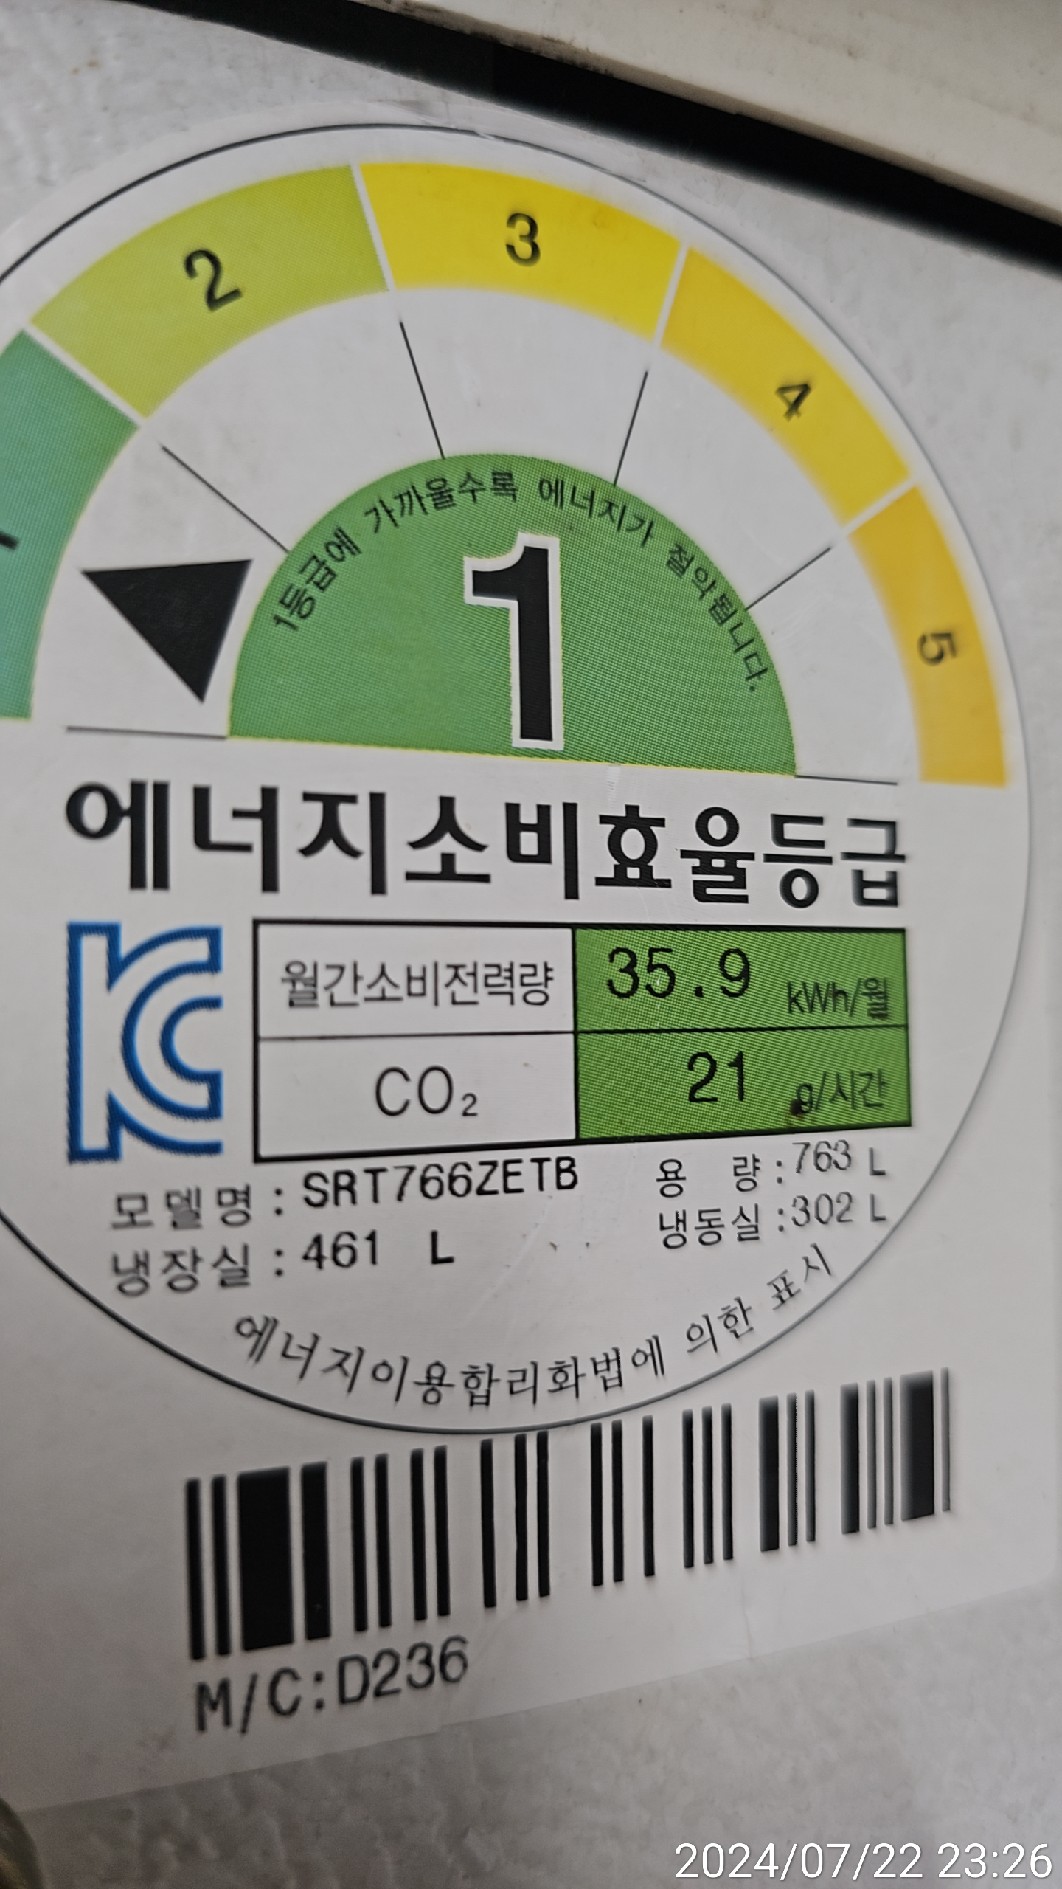 1
2
3
4
5
1등급에 가까울수록 에너지가 절약됩니다.
1
에너지소비효율등급
월간소비전력량 35.9 kWh/월
CO₂ 21 g/시간
모델명 : SRT766ZETB 용 량 : 763 L
냉장실 : 461 L 냉동실 : 302 L
에너지이용합리화법에 의한 표시
M/C:D236
2024/07/22 23:26